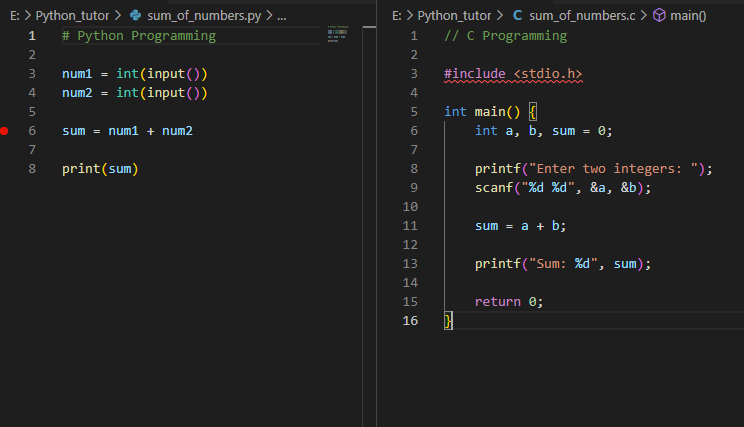 E: > Python_tutor > sum_of_numbers.py > ...
1 # Python Programming
2
3 num1 = int(input())
4 num2 = int(input())
5
6 sum = num1 + num2
7
8 print(sum)
E: > Python_tutor > C sum_of_numbers.c > main()
1 // C Programming
2
3 #include <stdio.h>
4
5 int main() {
6     int a, b, sum = 0;
7
8     printf("Enter two integers: ");
9     scanf("%d %d", &a, &b);
10
11     sum = a + b;
12
13     printf("Sum: %d", sum);
14
15     return 0;
16 }